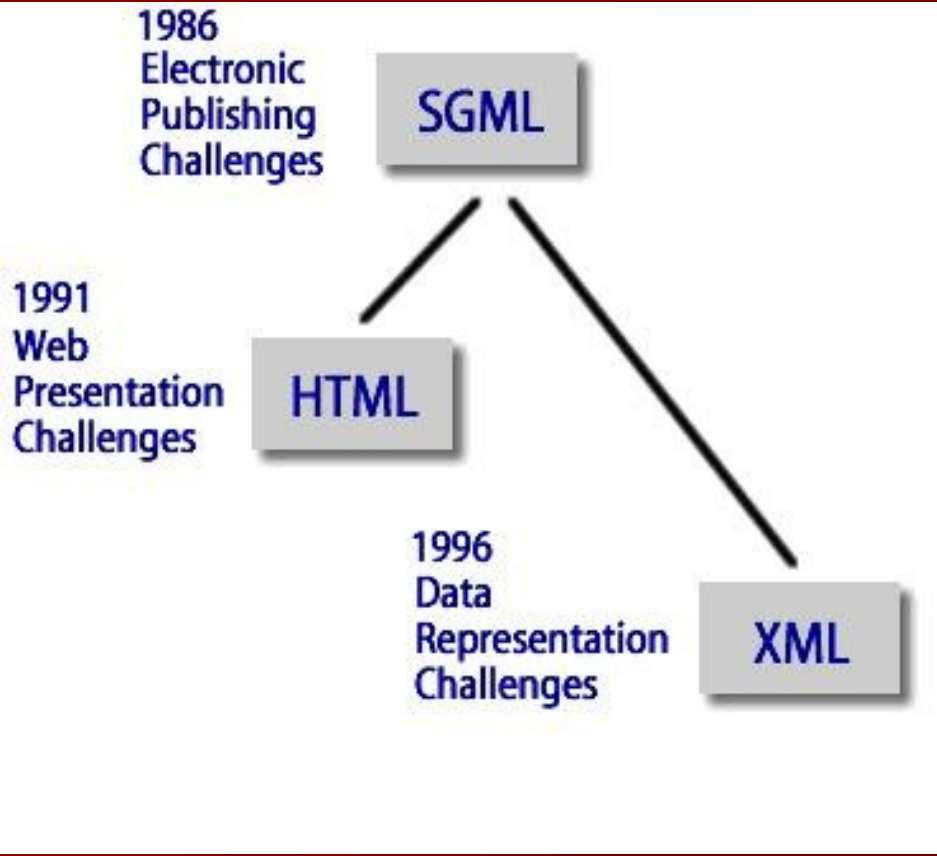 1986
Electronic
Publishing
Challenges
SGML
1991
Web
Presentation
Challenges
HTML
1996
Data
Representation
Challenges
XML